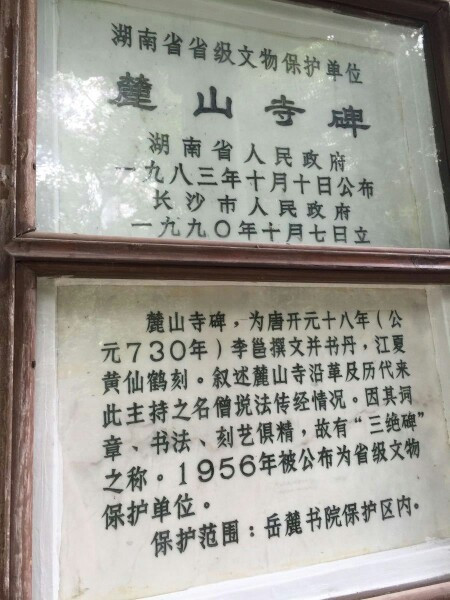 湖南省省级文物保护单位
麓山寺碑
湖南省人民政府
一九八三年十月十日公布
长沙市人民政府
一九九〇年十月七日立
麓山寺碑，为唐开元十八年（公
元730年）李邕撰文并书丹，江夏
黄仙鹤刻。叙述麓山寺沿革及历代来
此主持之名僧说法传经情况。因其词
章、书法、刻艺俱精，故有“三绝碑”
之称。1956年被公布为省级文物
保护单位。
保护范围：岳麓书院保护区内。